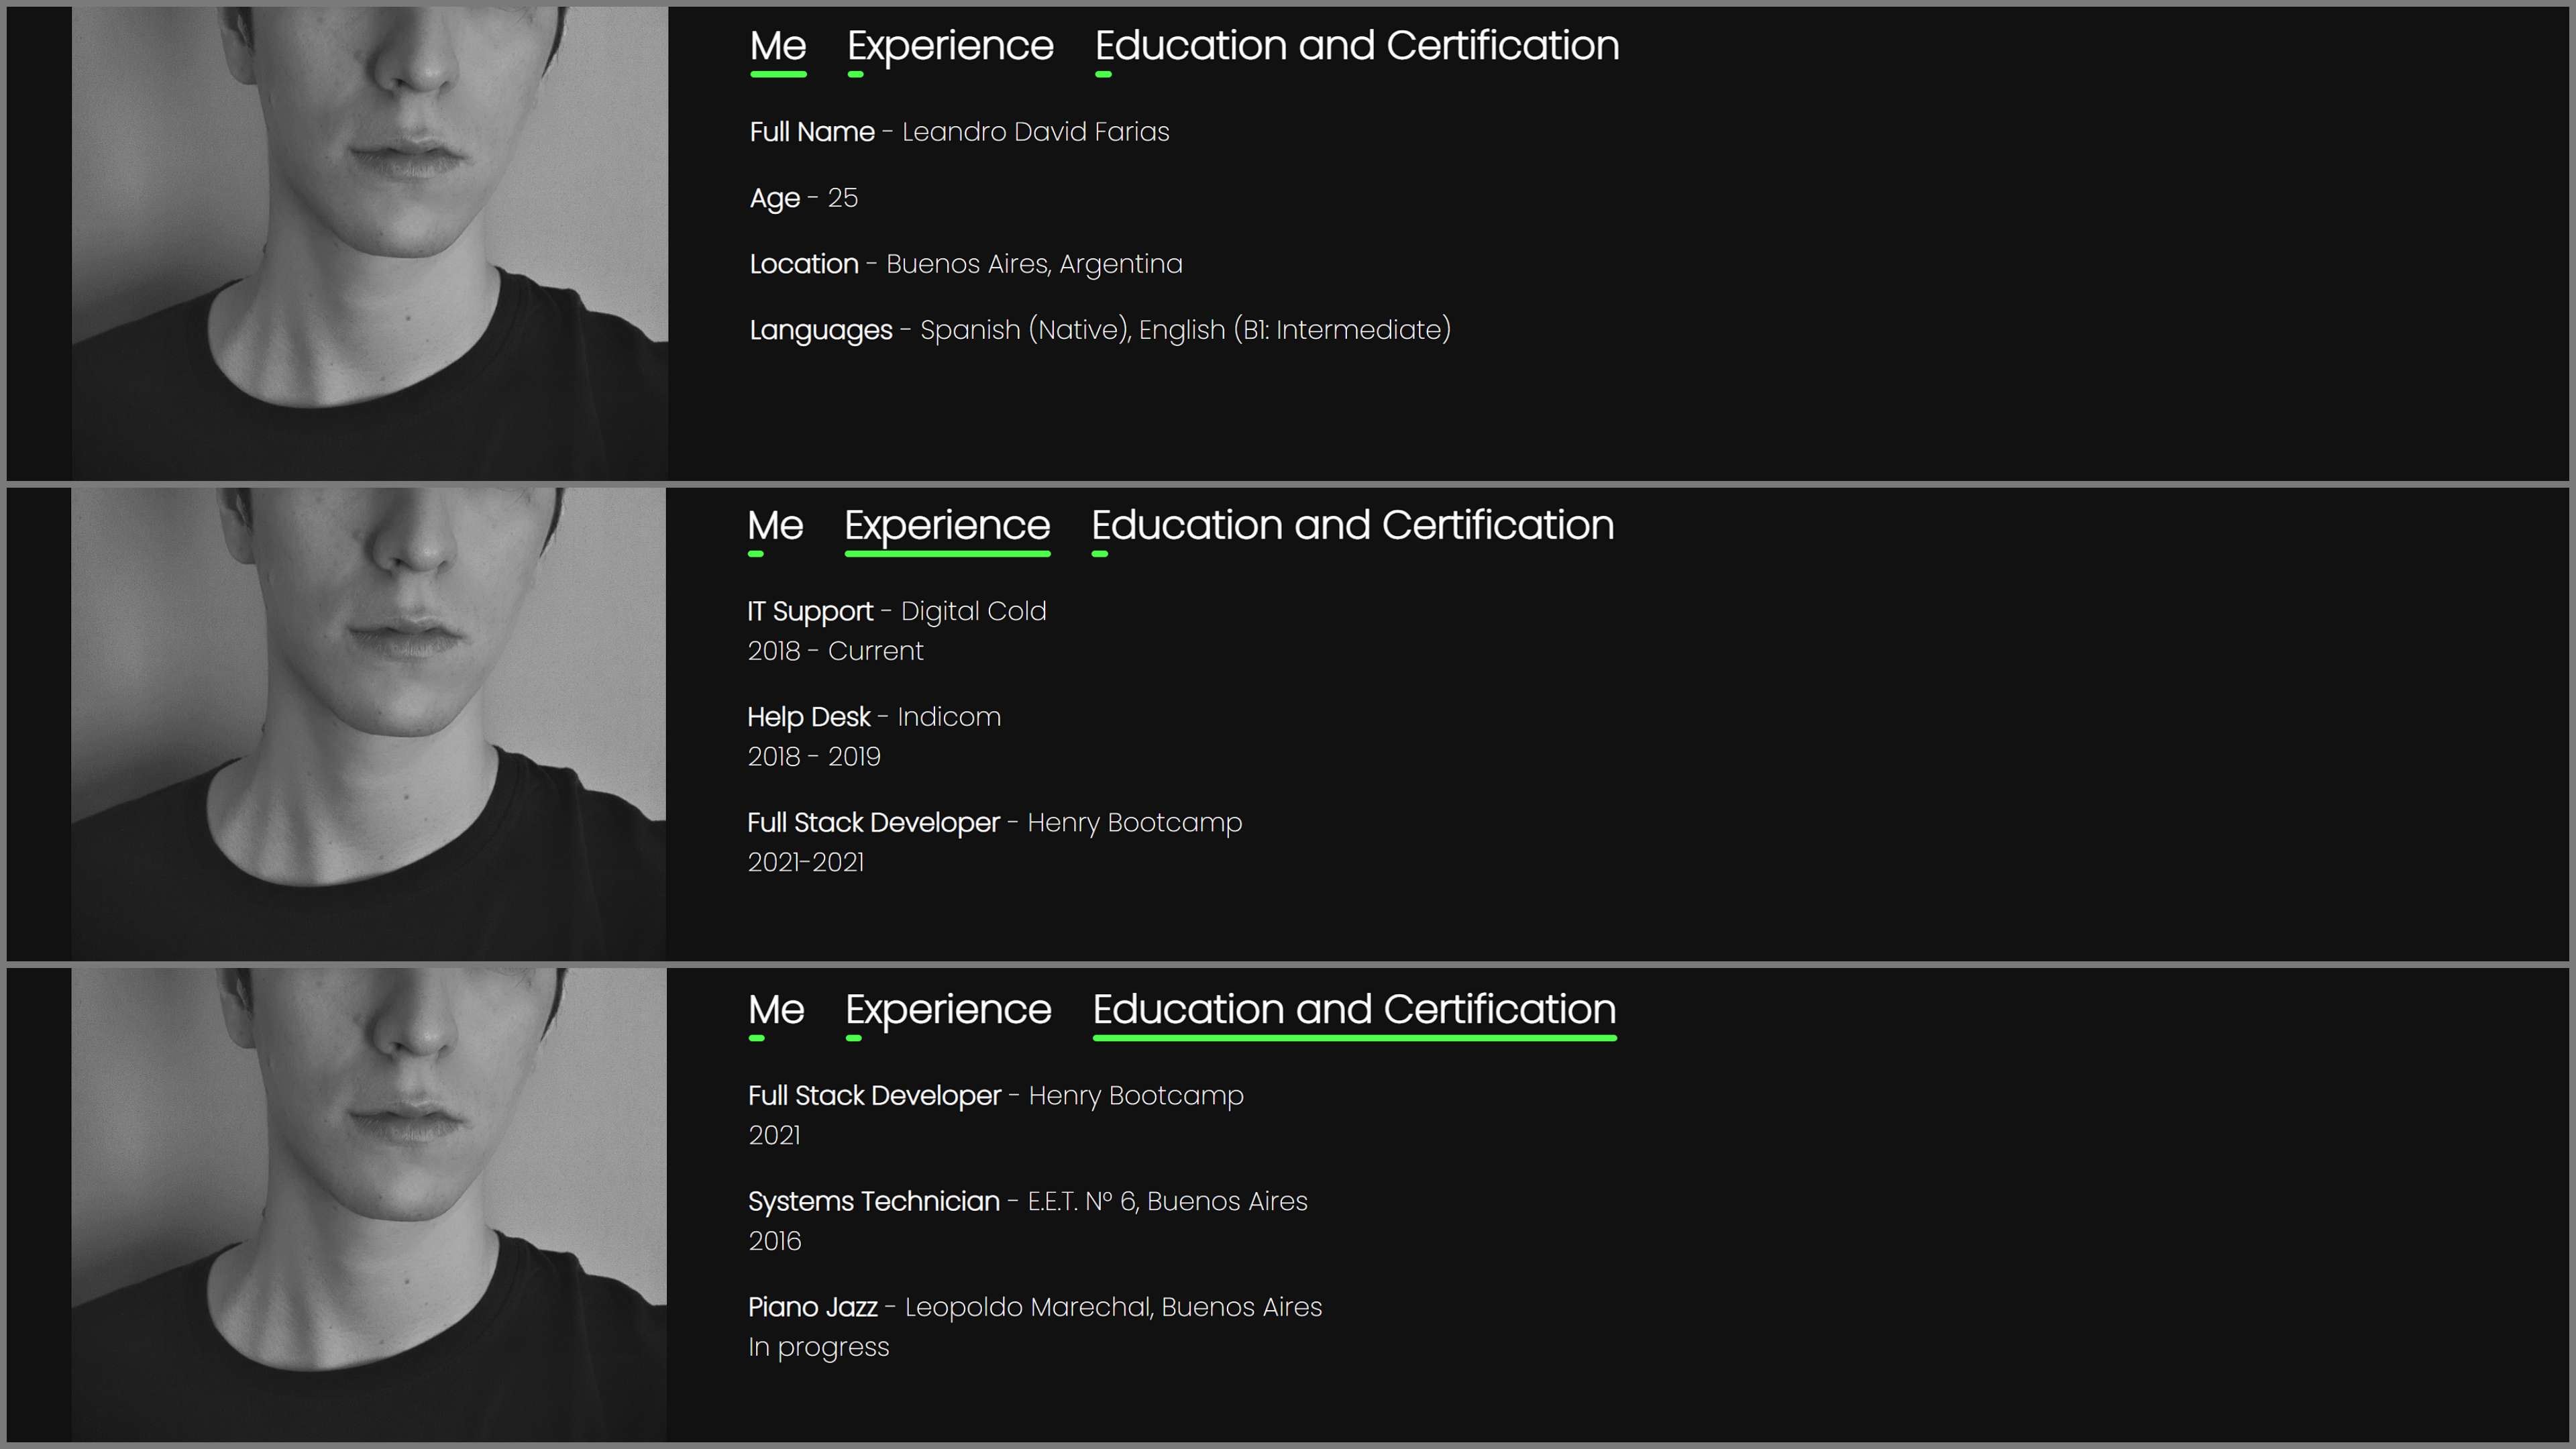 Me Experience Education and Certification
Full Name - Leandro David Farias
Age - 25
Location - Buenos Aires, Argentina
Languages - Spanish (Native), English (B1: Intermediate)
Me Experience Education and Certification
IT Support - Digital Cold
2018 - Current
Help Desk - Indicom
2018 - 2019
Full Stack Developer - Henry Bootcamp
2021-2021
Me Experience Education and Certification
Full Stack Developer - Henry Bootcamp
2021
Systems Technician - E.E.T. Nº 6, Buenos Aires
2016
Piano Jazz - Leopoldo Marechal, Buenos Aires
In progress